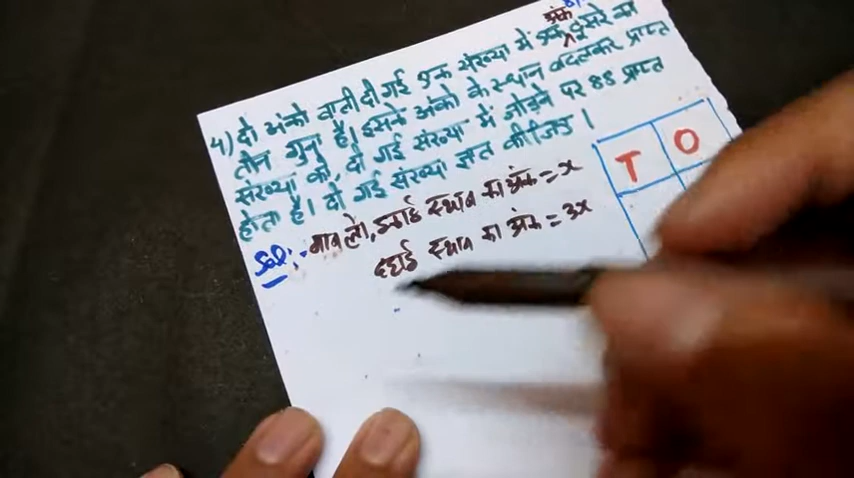 4) दो अंको वाली दी गई एक संख्या में एक अंक दूसरे का
तीन गुना है। इसके अंको के स्थान बदलकर प्राप्त
संख्या को, दी गई संख्या में जोड़ने पर 88 प्राप्त
होता है। दी गई संख्या ज्ञात कीजिए।
Sol:- मान लो, इकाई स्थान का अंक = x
दहाई स्थान का अंक = 3x
T O